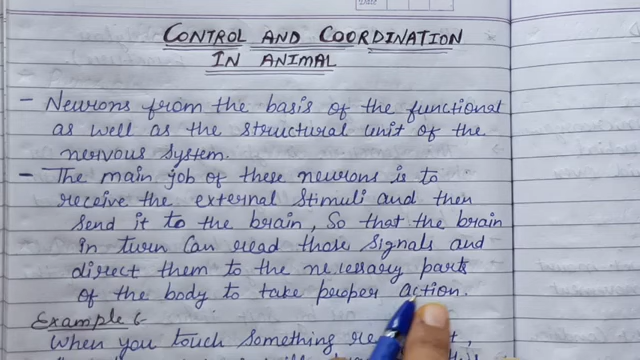 CONTROL AND COORDINATION
IN ANIMAL
- Neurons from the basis of the functional
as well as the structural unit of the
nervous system.
- The main job of these neurons is to
receive the external stimuli and then
send it to the brain, So that the brain
in turn can read those signals and
direct them to the necessary parts
of the body to take proper action.
Example :-
When you touch something